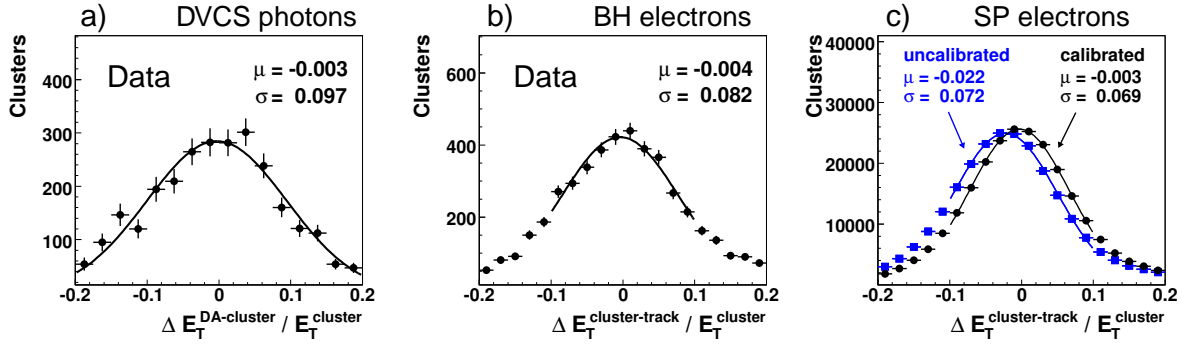 a) DVCS photons
Clusters
400
300
200
100
Data
μ = -0.003
σ = 0.097
-0.2 -0.1 0 0.1 0.2
Δ E_T^DA-cluster / E_T^cluster
b) BH electrons
Clusters
600
400
200
Data
μ = -0.004
σ = 0.082
-0.2 -0.1 0 0.1 0.2
Δ E_T^cluster-track / E_T^cluster
c) SP electrons
Clusters
40000
30000
20000
10000
uncalibrated
μ = -0.022
σ = 0.072
calibrated
μ = -0.003
σ = 0.069
-0.2 -0.1 0 0.1 0.2
Δ E_T^cluster-track / E_T^cluster